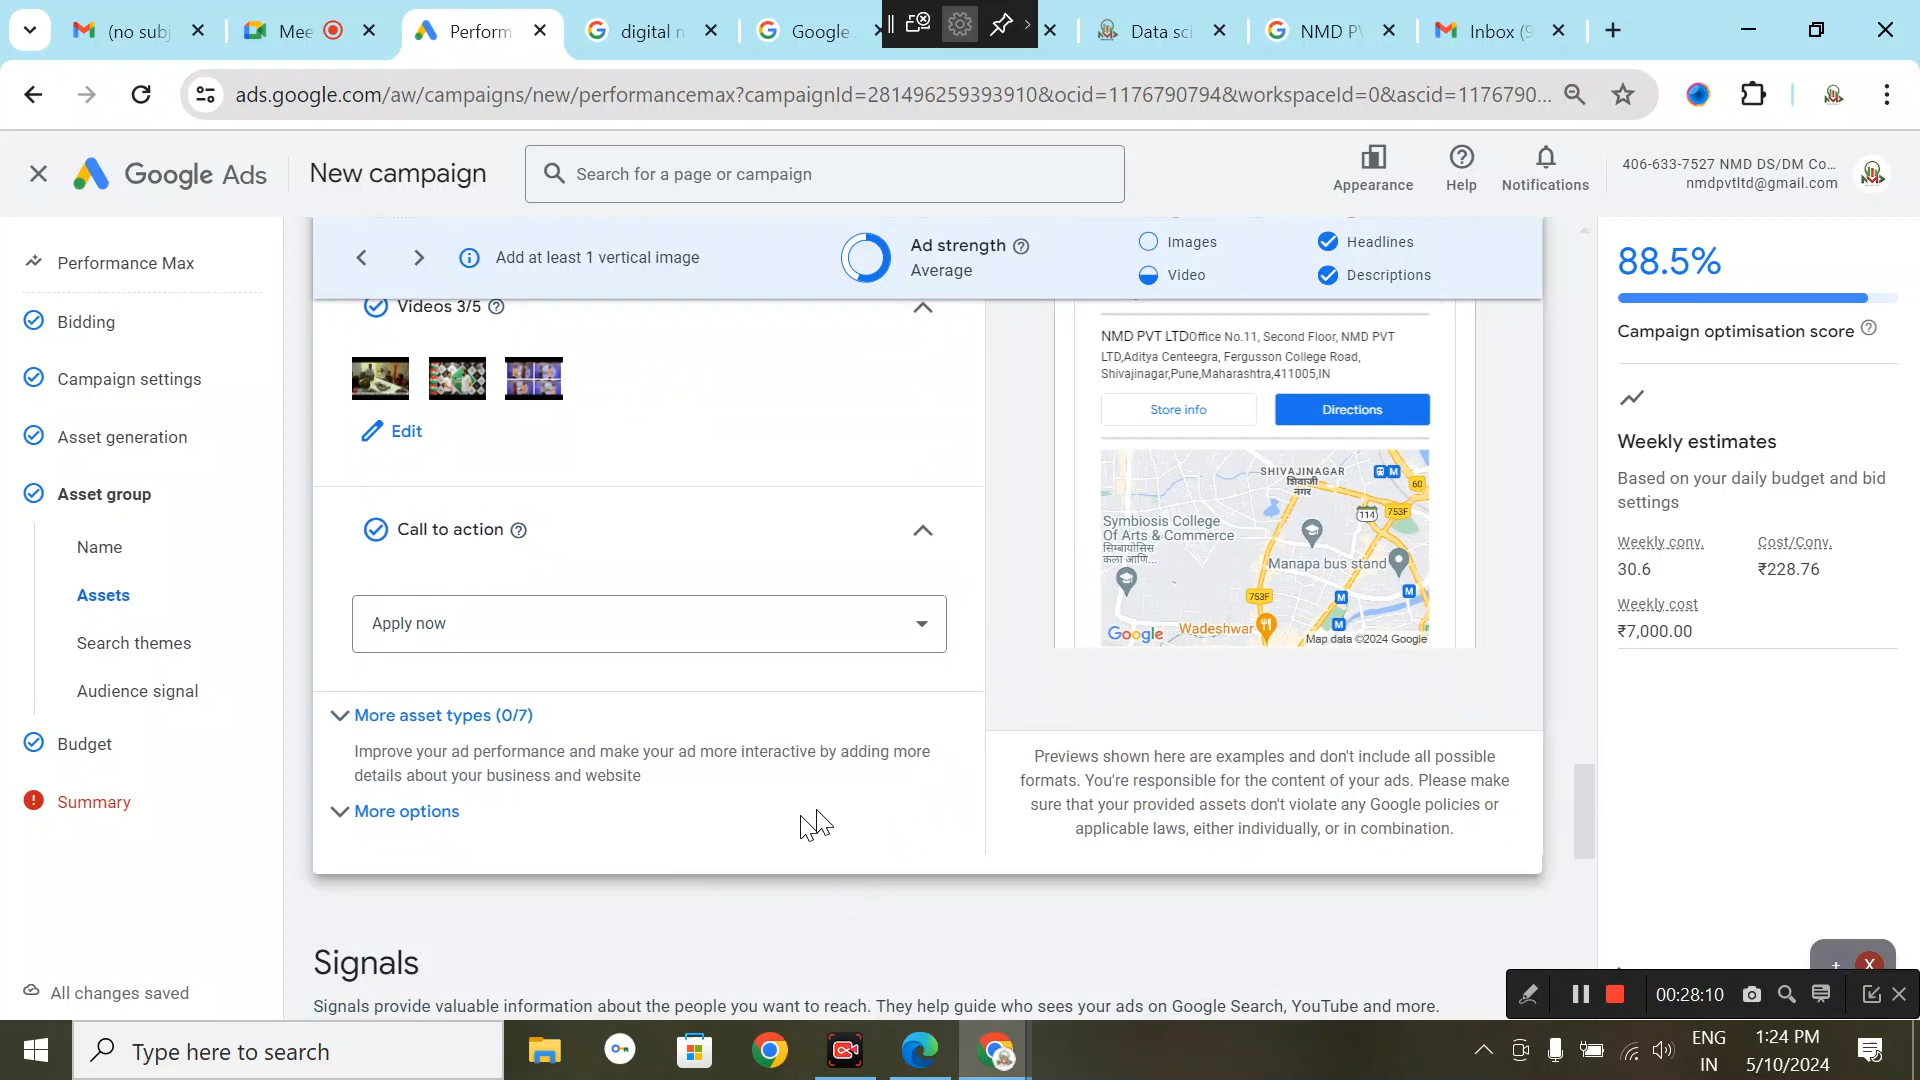 (no subj
Mee
Perform
digital n
Google
Data sci
NMD P
Inbox (9
ads.google.com/aw/campaigns/new/performancemax?campaignId=281496259393910&ocid=1176790794&workspaceId=0&ascid=1176790...
Google Ads
New campaign
Search for a page or campaign
Appearance
Help
Notifications
406-633-7527 NMD DS/DM Co...
nmdpvtltd@gmail.com
Performance Max
Bidding
Campaign settings
Asset generation
Asset group
Name
Assets
Search themes
Audience signal
Budget
Summary
All changes saved
Add at least 1 vertical image
Ad strength
Average
Images
Headlines
Video
Descriptions
Videos 3/5
Edit
Call to action
Apply now
More asset types (0/7)
Improve your ad performance and make your ad more interactive by adding more
details about your business and website
More options
NMD PVT LTDOffice No.11, Second Floor, NMD PVT
LTD,Aditya Centeegra, Fergusson College Road,
Shivajinagar,Pune,Maharashtra,411005,IN
Store info
Directions
SHIVAJINAGAR
शिवाजी
नगर
60
114
753F
Symbiosis College
Of Arts & Commerce
सिम्बायोसिस
कला आणि...
Manapa bus stand
753F
Wadeshwar
Google
Map data ©2024 Google
Previews shown here are examples and don't include all possible
formats. You're responsible for the content of your ads. Please make
sure that your provided assets don't violate any Google policies or
applicable laws, either individually, or in combination.
88.5%
Campaign optimisation score
Weekly estimates
Based on your daily budget and bid
settings
Weekly conv.
Cost/Conv.
30.6
₹228.76
Weekly cost
₹7,000.00
Signals
Signals provide valuable information about the people you want to reach. They help guide who sees your ads on Google Search, YouTube and more.
00:28:10
Type here to search
ENG
IN
1:24 PM
5/10/2024